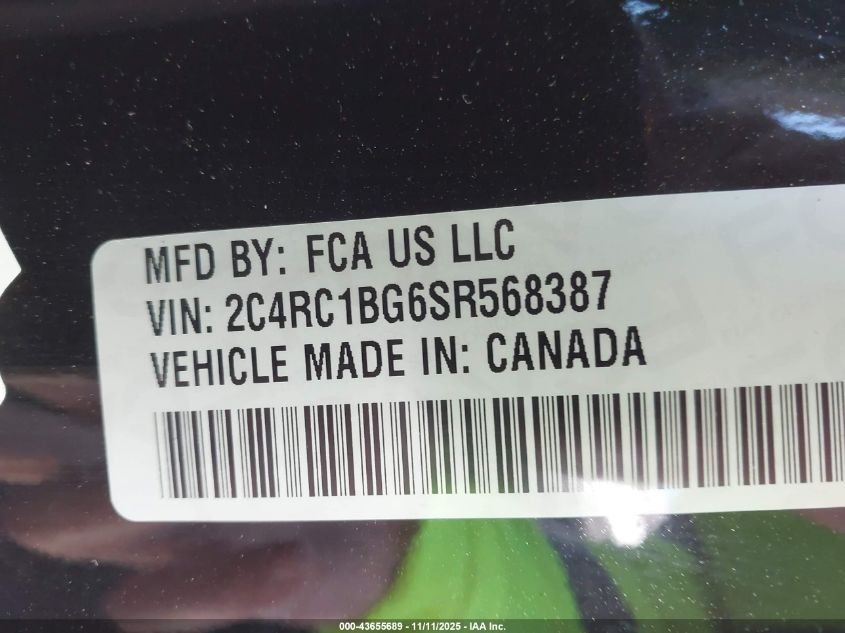 MFD BY: FCA US LLC
VIN: 2C4RC1BG6SR568387
VEHICLE MADE IN: CANADA
000-43655689 - 11/11/2025 - IAA Inc.